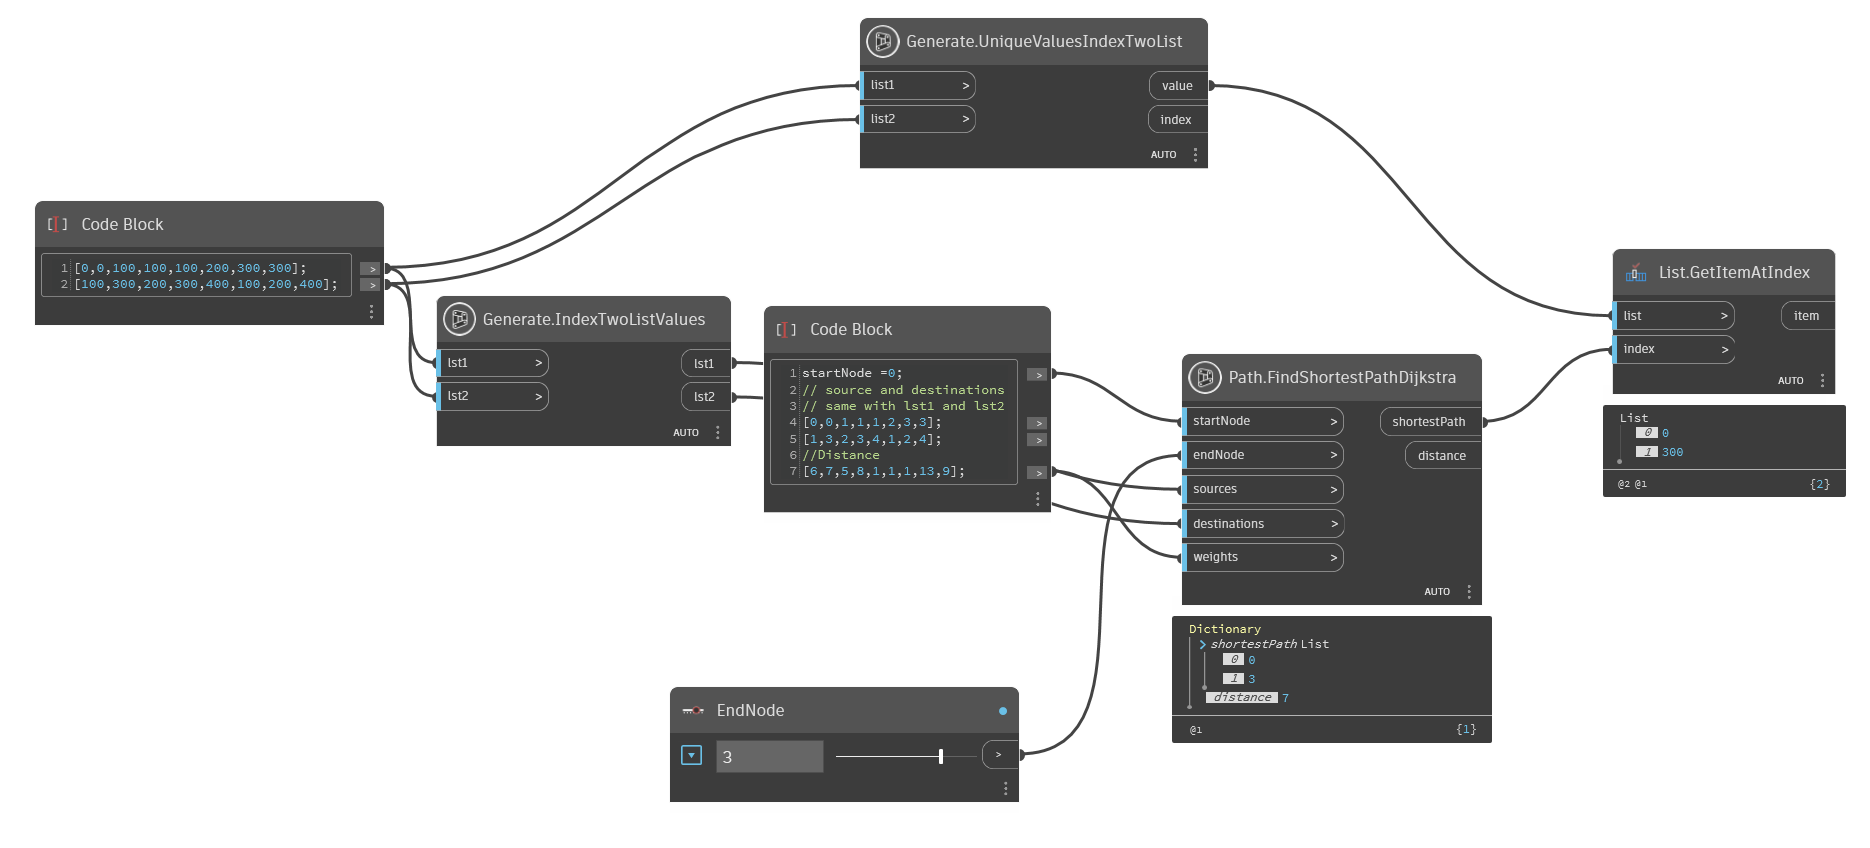 Generate.UniqueValuesIndexTwoList
list1 > value
list2 > index
AUTO
Code Block
1 [0,0,100,100,100,200,300,300]; >
2 [100,300,200,300,400,100,200,400]; >
Generate.IndexTwoListValues
lst1 > lst1
lst2 > lst2
AUTO
Code Block
1 startNode =0; >
2 // source and destinations
3 // same with lst1 and lst2
4 [0,0,1,1,1,2,3,3]; >
5 [1,3,2,3,4,1,2,4]; >
6 //Distance
7 [6,7,5,8,1,1,1,13,9]; >
Path.FindShortestPathDijkstra
startNode > shortestPath
endNode > distance
sources >
destinations >
weights >
AUTO
Dictionary
shortestPath List
0 0
1 3
distance 7
@1 {1}
List.GetItemAtIndex
list > item
index >
AUTO
List
0 0
1 300
@2 @1 {2}
EndNode
3 >